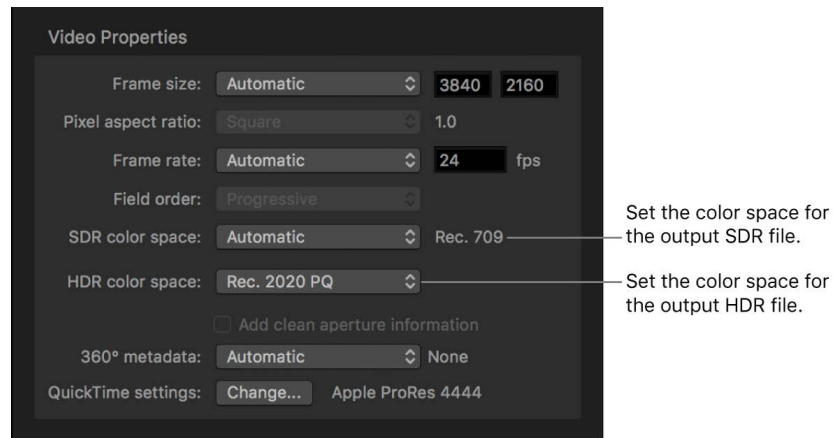 Video Properties
Frame size: Automatic 3840 2160
Pixel aspect ratio: Square 1.0
Frame rate: Automatic 24 fps
Field order: Progressive
SDR color space: Automatic Rec. 709
Set the color space for
the output SDR file.
HDR color space: Rec. 2020 PQ
Set the color space for
the output HDR file.
Add clean aperture information
360° metadata: Automatic None
QuickTime settings: Change... Apple ProRes 4444